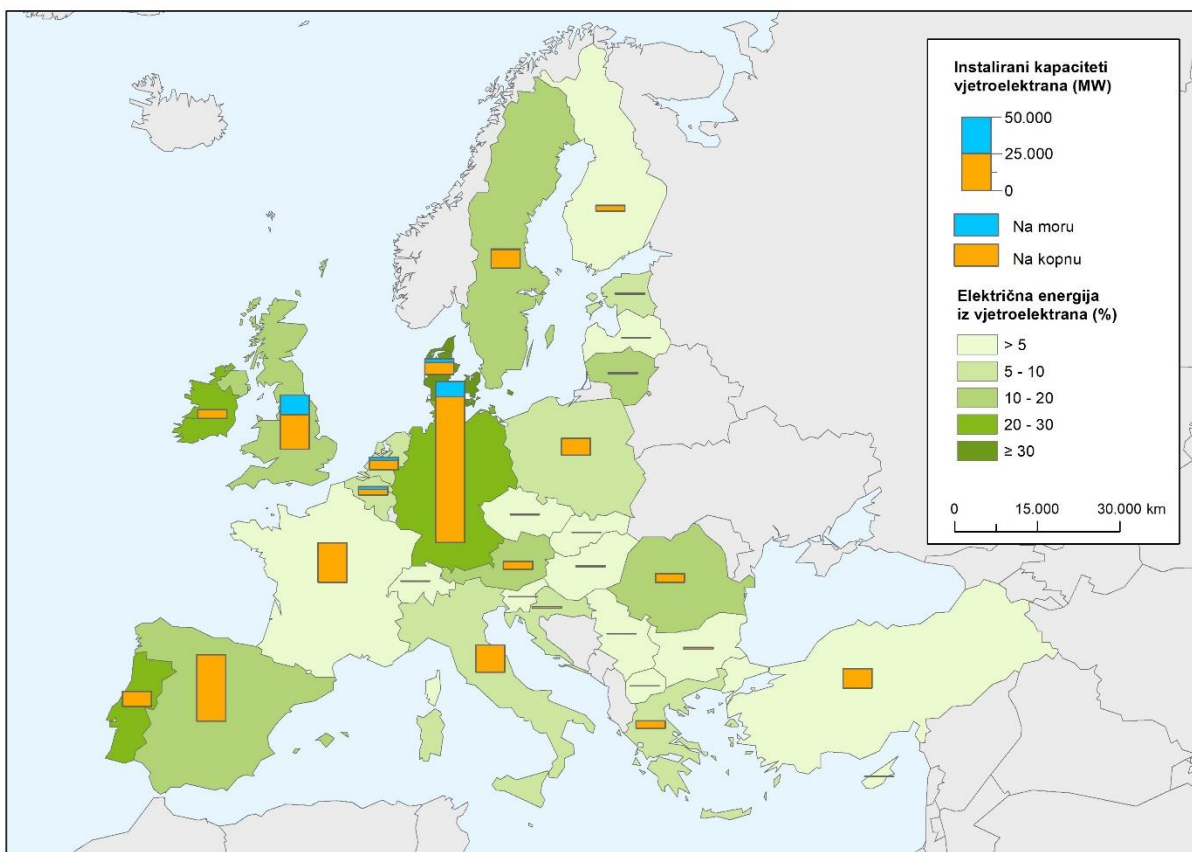 Instalirani kapaciteti
vjetroelektrana (MW)
50.000
25.000
0
Na moru
Na kopnu
Električna energija
iz vjetroelektrana (%)
> 5
5 - 10
10 - 20
20 - 30
≥ 30
0 15.000 30.000 km